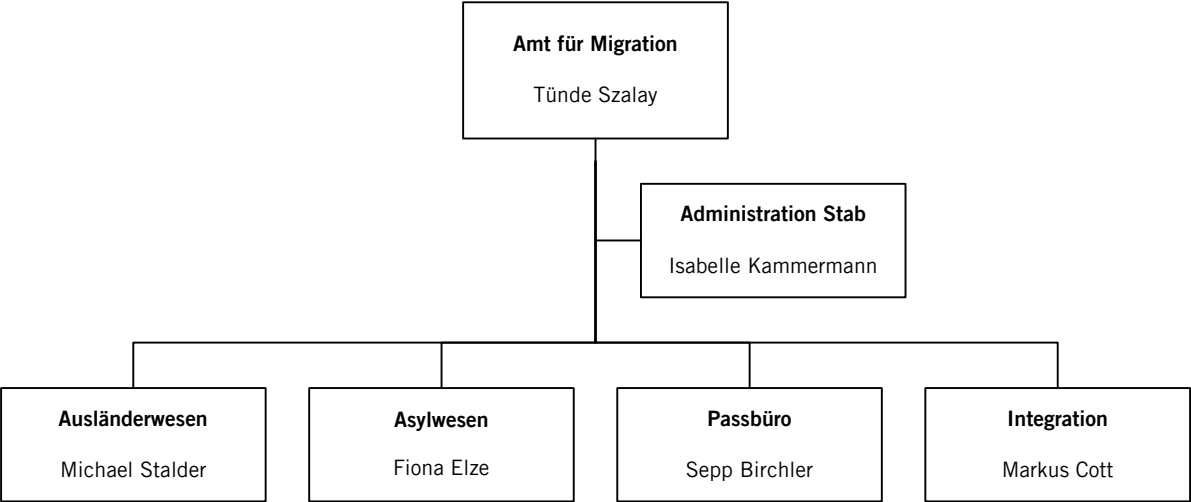 Amt für Migration
Tünde Szalay
Administration Stab
Isabelle Kammermann
Ausländerwesen
Michael Stalder
Asylwesen
Fiona Elze
Passbüro
Sepp Birchler
Integration
Markus Cott